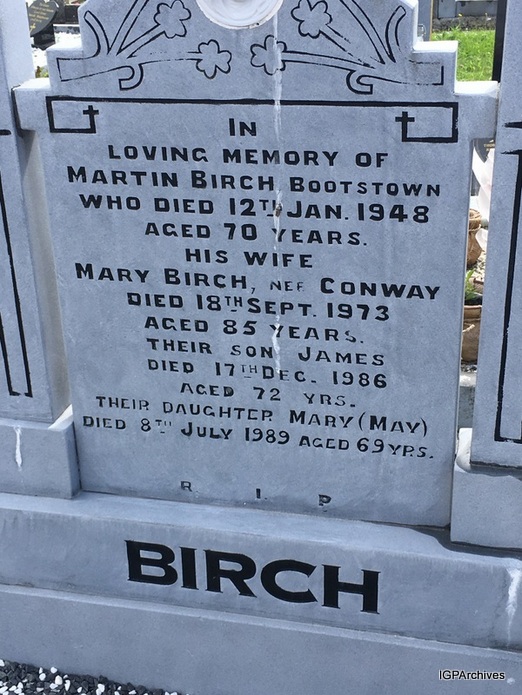 IN
LOVING MEMORY OF
MARTIN BIRCH BOOTSTOWN
WHO DIED 12TH JAN. 1948
AGED 70 YEARS.
HIS WIFE
MARY BIRCH, NEE CONWAY
DIED 18TH SEPT. 1973
AGED 85 YEARS.
THEIR SON JAMES
DIED 17TH DEC. 1986
AGED 72 YRS.
THEIR DAUGHTER MARY (MAY)
DIED 8TH JULY 1989 AGED 69 YRS.
R I P
BIRCH
IGPArchives